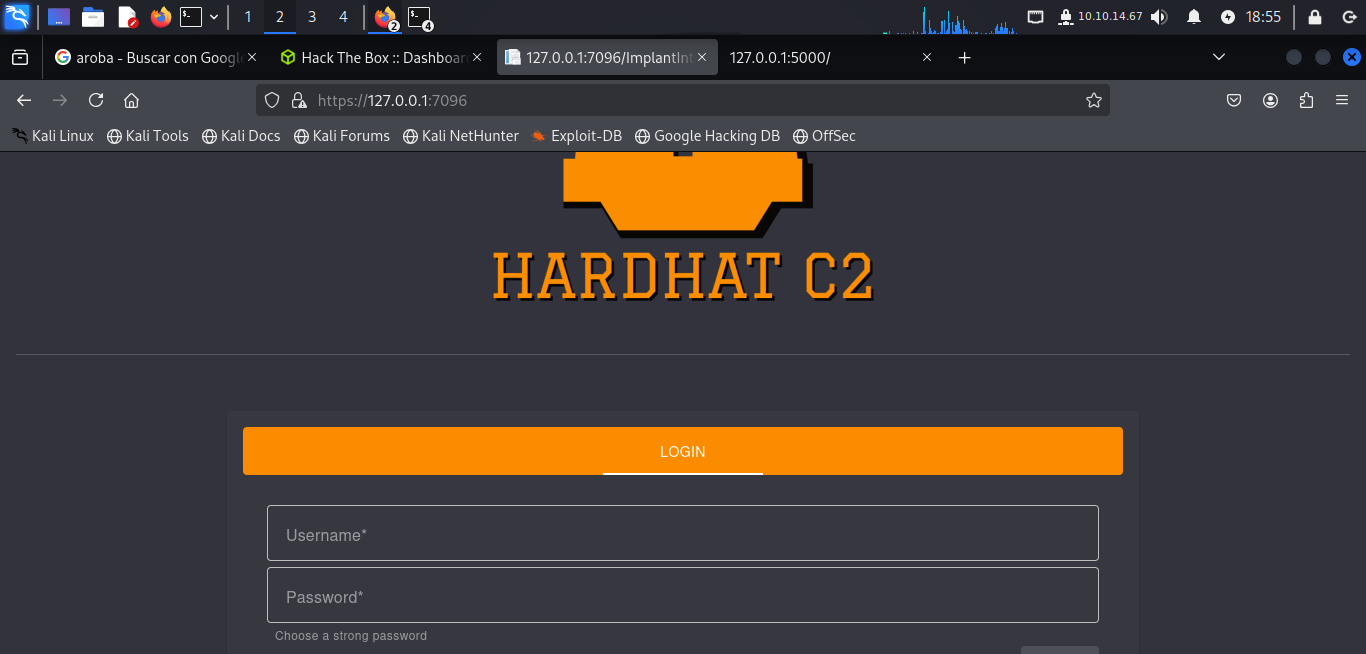 1 2 3 4 2 4 10.10.14.67 18:55
aroba - Buscar con Googl Hack The Box :: Dashboar 127.0.0.1:7096/ImplantInt 127.0.0.1:5000/
https://127.0.0.1:7096
Kali Linux Kali Tools Kali Docs Kali Forums Kali NetHunter Exploit-DB Google Hacking DB OffSec
HARDHAT C2
LOGIN
Username*
Password*
Choose a strong password